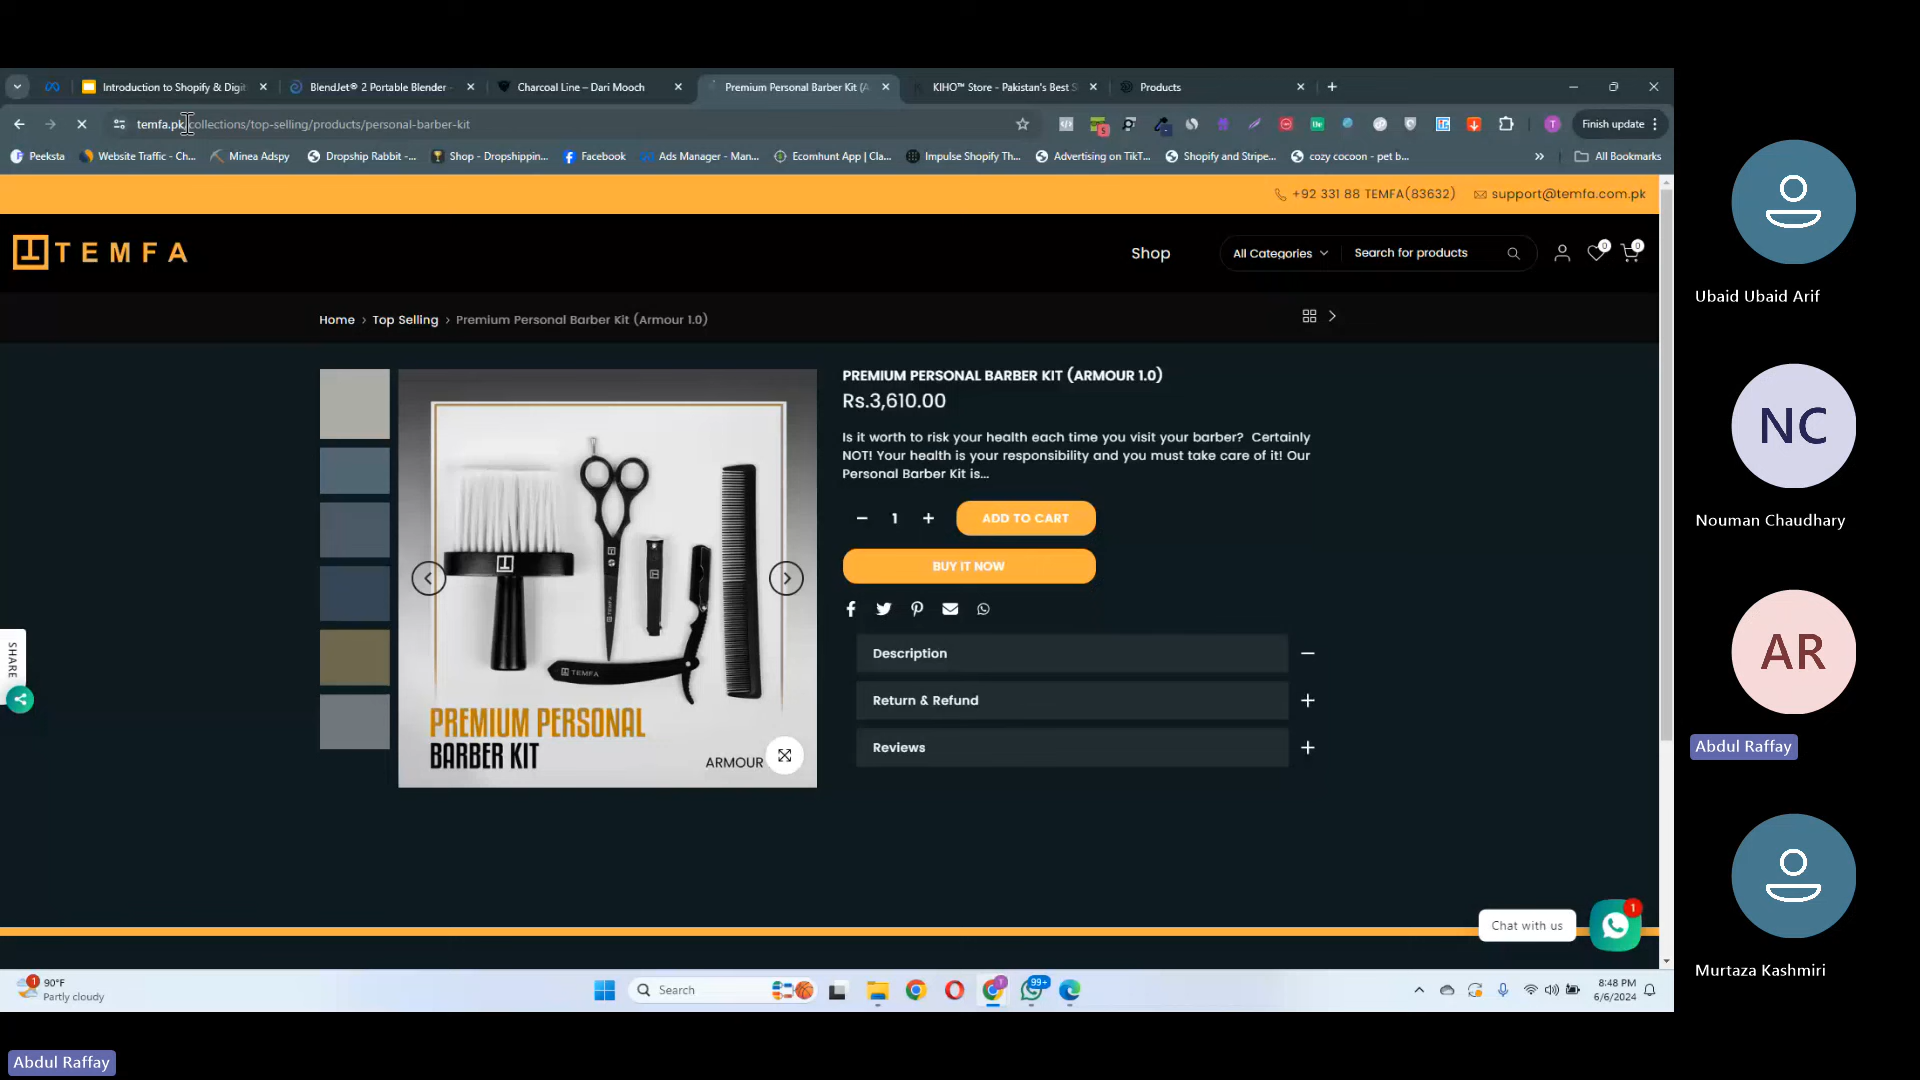 Introduction to Shopify & Digit
BlendJet® 2 Portable Blender
Charcoal Line – Dari Mooch
Premium Personal Barber Kit (A
KIHO™ Store - Pakistan's Best S
Products
temfa.pk/collections/top-selling/products/personal-barber-kit
Finish update
Peeksta
Website Traffic - Ch...
Minea Adspy
Dropship Rabbit -...
Shop - Dropshippin...
Facebook
Ads Manager - Man...
Ecomhunt App | Cla...
Impulse Shopify Th...
Advertising on TikT...
Shopify and Stripe...
cozy cocoon - pet b...
All Bookmarks
+92 331 88 TEMFA(83632)
support@temfa.com.pk
TEMFA
Shop
All Categories
Search for products
0
0
Home > Top Selling > Premium Personal Barber Kit (Armour 1.0)
PREMIUM PERSONAL BARBER KIT (ARMOUR 1.0)
Rs.3,610.00
Is it worth to risk your health each time you visit your barber? Certainly
NOT! Your health is your responsibility and you must take care of it! Our
Personal Barber Kit is...
1
ADD TO CART
BUY IT NOW
Description
Return & Refund
Reviews
TEMFA
PREMIUM PERSONAL
BARBER KIT
ARMOUR
SHARE
Chat with us
1
1
90°F
Partly cloudy
Search
1
99+
8:48 PM
6/6/2024
Ubaid Ubaid Arif
NC
Nouman Chaudhary
AR
Abdul Raffay
Murtaza Kashmiri
Abdul Raffay